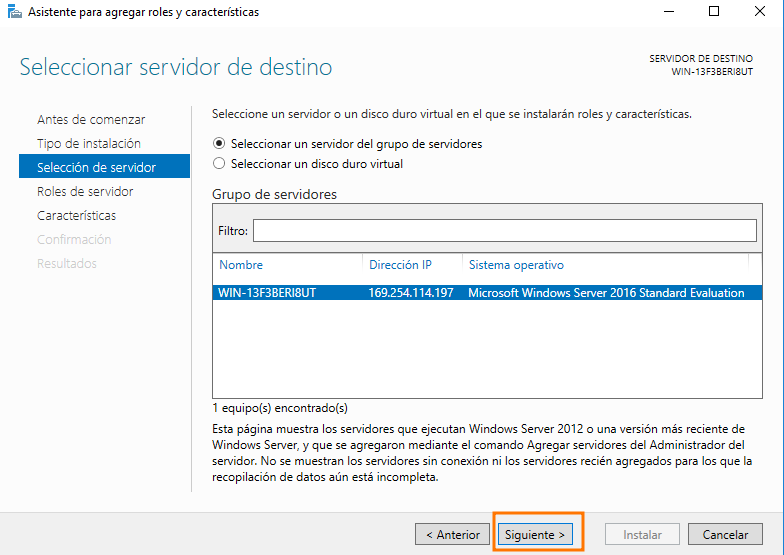 Asistente para agregar roles y características
Seleccionar servidor de destino
SERVIDOR DE DESTINO
WIN-13F3BERI8UT
Antes de comenzar
Tipo de instalación
Selección de servidor
Roles de servidor
Características
Confirmación
Resultados
Seleccione un servidor o un disco duro virtual en el que se instalarán roles y características.
Seleccionar un servidor del grupo de servidores
Seleccionar un disco duro virtual
Grupo de servidores
Filtro:
Nombre Dirección IP Sistema operativo
WIN-13F3BERI8UT 169.254.114.197 Microsoft Windows Server 2016 Standard Evaluation
1 equipo(s) encontrado(s)
Esta página muestra los servidores que ejecutan Windows Server 2012 o una versión más reciente de
Windows Server, y que se agregaron mediante el comando Agregar servidores del Administrador del
servidor. No se muestran los servidores sin conexión ni los servidores recién agregados para los que la
recopilación de datos aún está incompleta.
< Anterior Siguiente > Instalar Cancelar